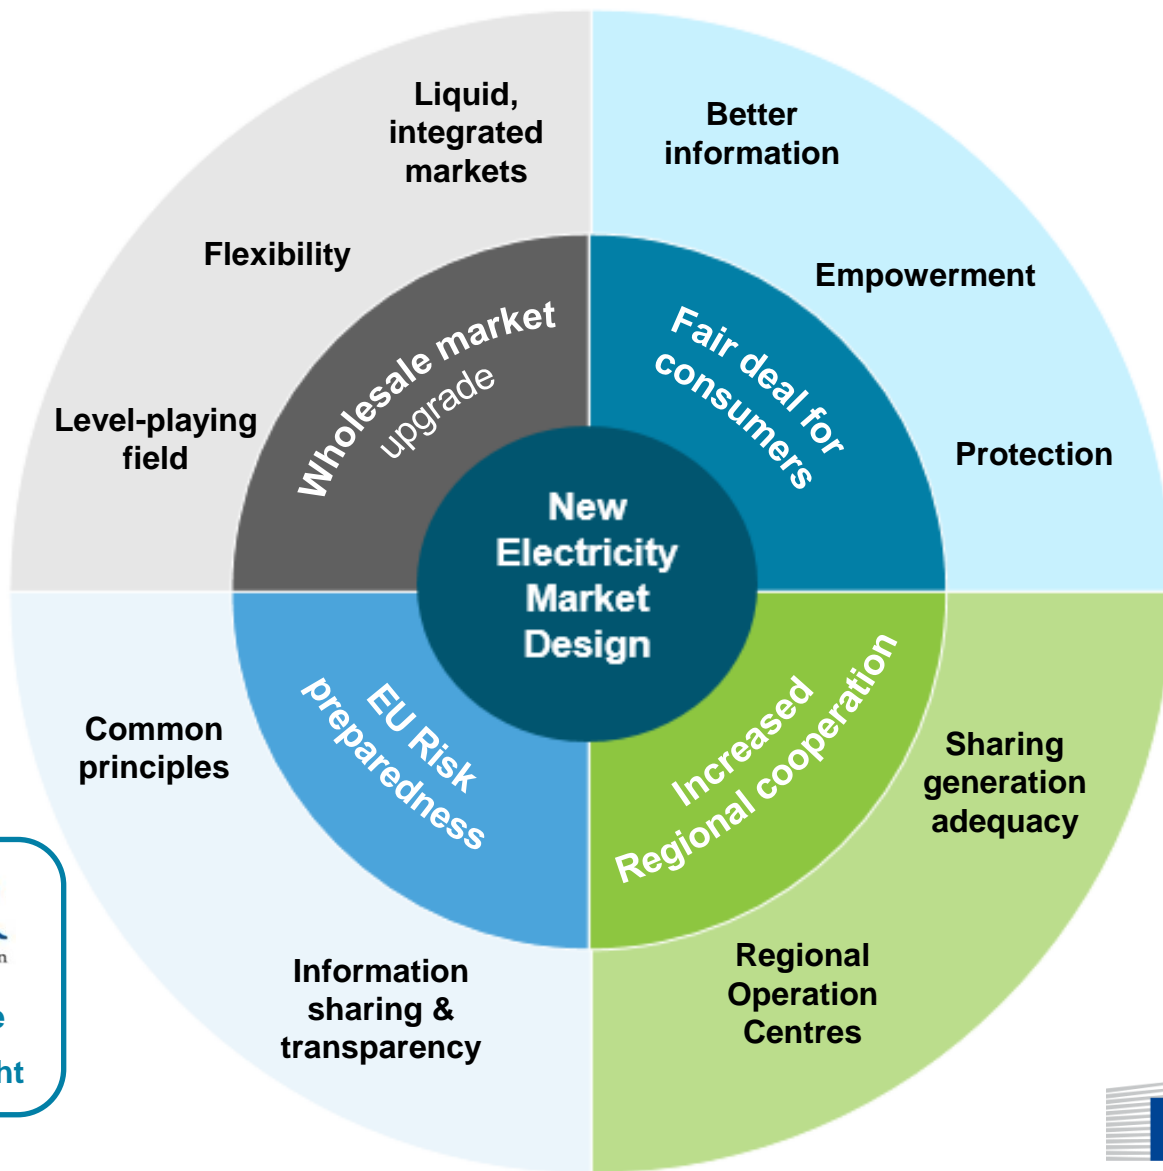 Liquid,
integrated
markets
Flexibility
Level-playing
field
Better
information
Empowerment
Protection
Wholesale market
upgrade
Fair deal for
consumers
New
Electricity
Market
Design
EU Risk
preparedness
Increased
Regional cooperation
Common
principles
Information
sharing &
transparency
Sharing
generation
adequacy
Regional
Operation
Centres